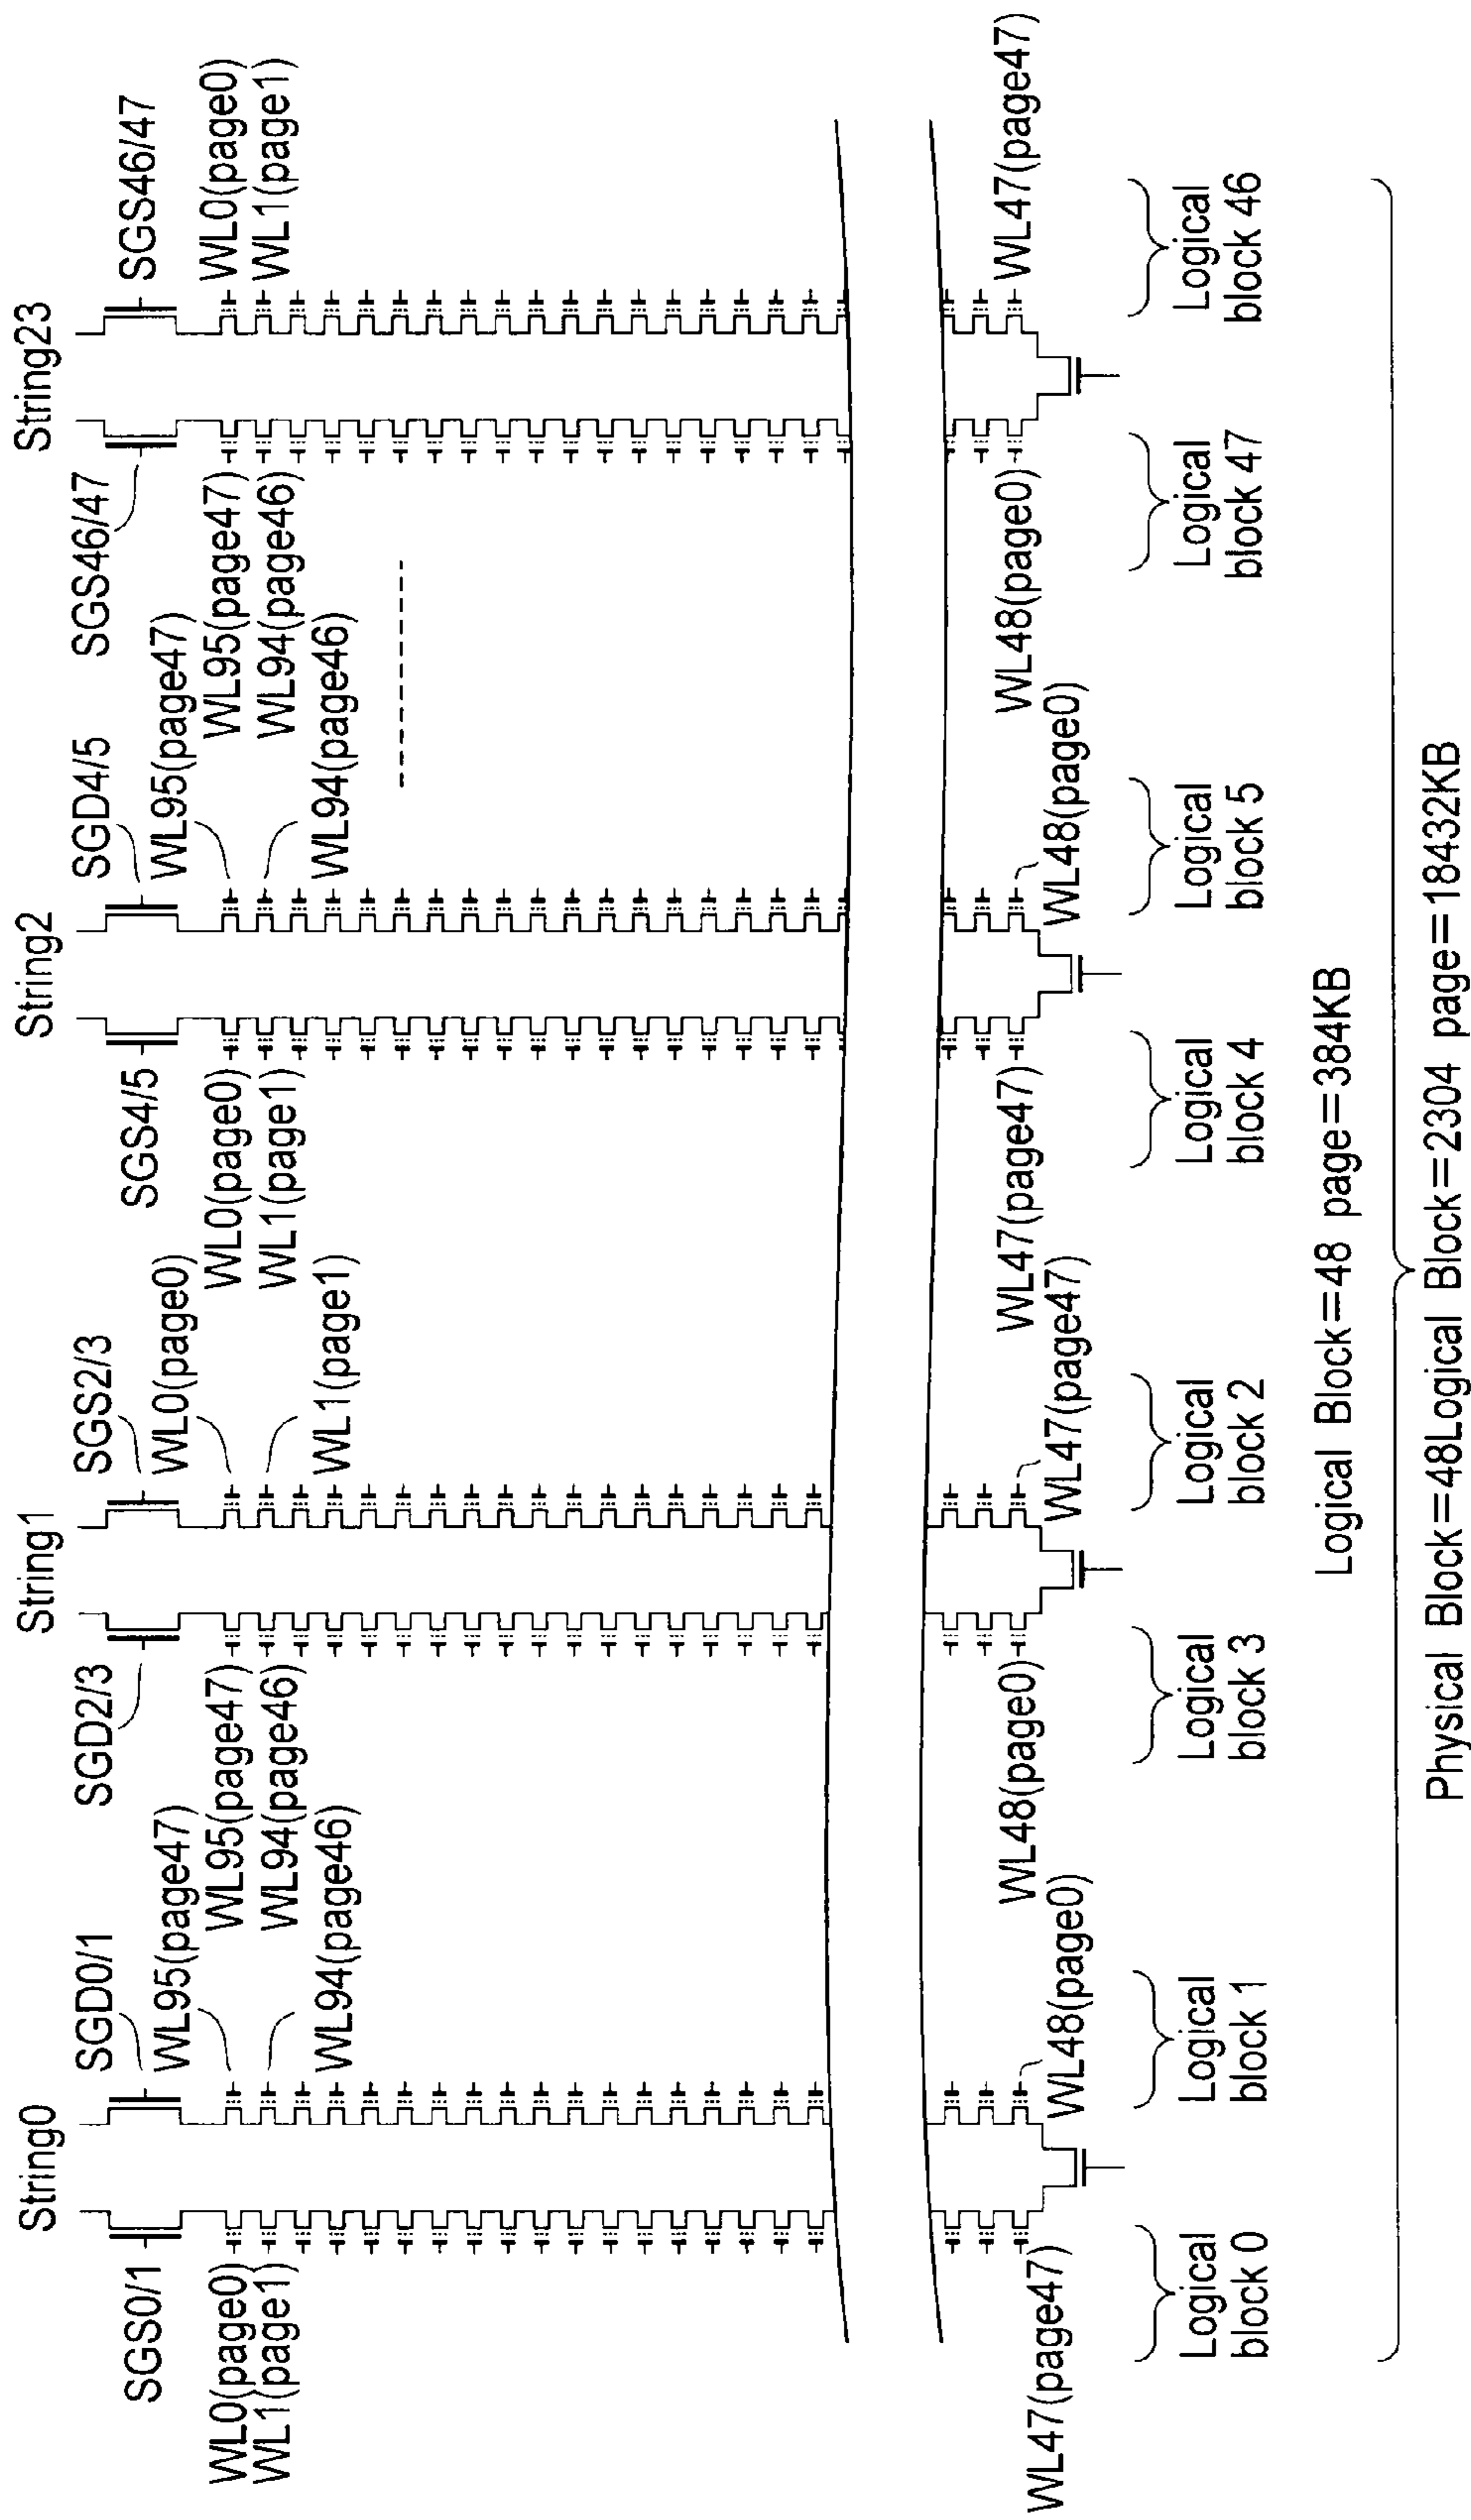 String0
String1
String2
String23
SGS0/1
SGD0/1
SGD2/3
SGS2/3
SGS4/5
SGD4/5
SGS46/47
SGS46/47
WL0(page0)
WL1(page1)
WL95(page47)
WL94(page46)
WL95(page47)
WL94(page46)
WL0(page0)
WL1(page1)
WL0(page0)
WL1(page1)
WL95(page47)
WL94(page46)
WL95(page47)
WL94(page46)
WL0(page0)
WL1(page1)
WL47(page47)
WL48(page0)
WL48(page0)
WL47(page47)
WL47(page47)
WL48(page0)
WL48(page0)
WL47(page47)
Logical
block 0
Logical
block 1
Logical
block 3
Logical
block 2
Logical
block 4
Logical
block 5
Logical
block 47
Logical
block 46
Logical Block=48 page=384KB
Physical Block=48Logical Block=2304 page=18432KB